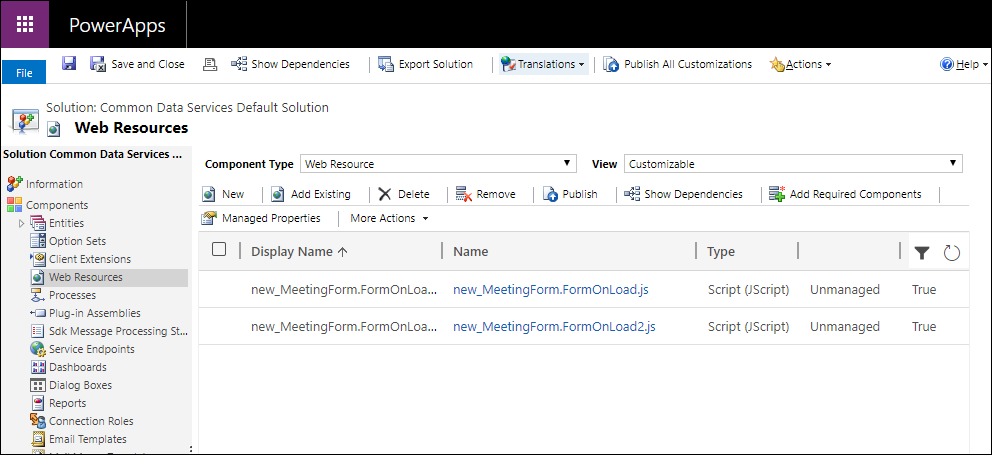 PowerApps
File Save and Close Show Dependencies Export Solution Translations Publish All Customizations Actions Help
Solution: Common Data Services Default Solution
Web Resources
Solution Common Data Services ...
Information
Components
Entities
Option Sets
Client Extensions
Web Resources
Processes
Plug-in Assemblies
Sdk Message Processing St...
Service Endpoints
Dashboards
Dialog Boxes
Reports
Connection Roles
Email Templates
Component Type Web Resource View Customizable
New Add Existing Delete Remove Publish Show Dependencies Add Required Components
Managed Properties More Actions
Display Name Name Type
new_MeetingForm.FormOnLoa... new_MeetingForm.FormOnLoad.js Script (JScript) Unmanaged True
new_MeetingForm.FormOnLoa... new_MeetingForm.FormOnLoad2.js Script (JScript) Unmanaged True